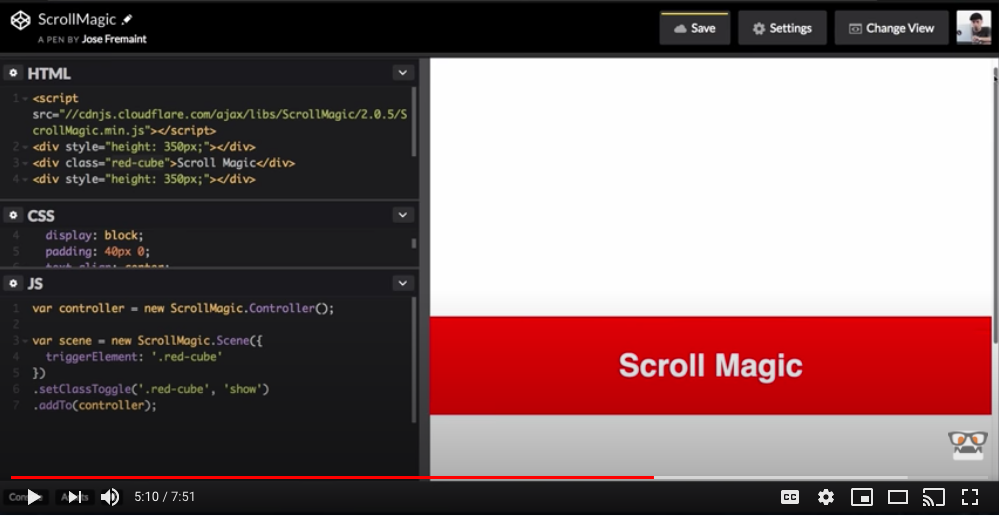 ScrollMagic
A PEN BY Jose Fremaint
Save
Settings
Change View
HTML
1 <script
src="//cdnjs.cloudflare.com/ajax/libs/ScrollMagic/2.0.5/S
crollMagic.min.js"></script>
2 <div style="height: 350px;"></div>
3 <div class="red-cube">Scroll Magic</div>
4 <div style="height: 350px;"></div>
CSS
4 display: block;
5 padding: 40px 0;
6 text-align: center;
JS
1 var controller = new ScrollMagic.Controller();
2
3 var scene = new ScrollMagic.Scene({
4 triggerElement: '.red-cube'
5 })
6 .setClassToggle('.red-cube', 'show')
7 .addTo(controller);
Scroll Magic
5:10 / 7:51
CC